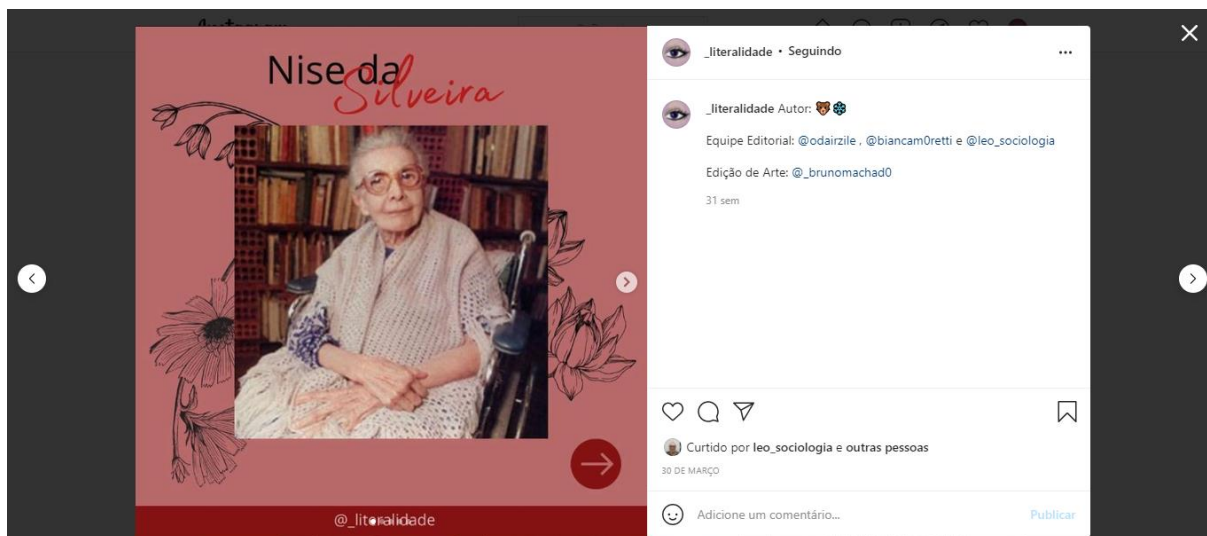 Nise da
Silveira
@_literalidade
_literalidade • Seguindo
_literalidade Autor: 🐻❄️
Equipe Editorial: @odairzile , @biancam0retti e @leo_sociologia
Edição de Arte: @_brunomachad0
31 sem
Curtido por leo_sociologia e outras pessoas
30 DE MARÇO
Adicione um comentário...
Publicar